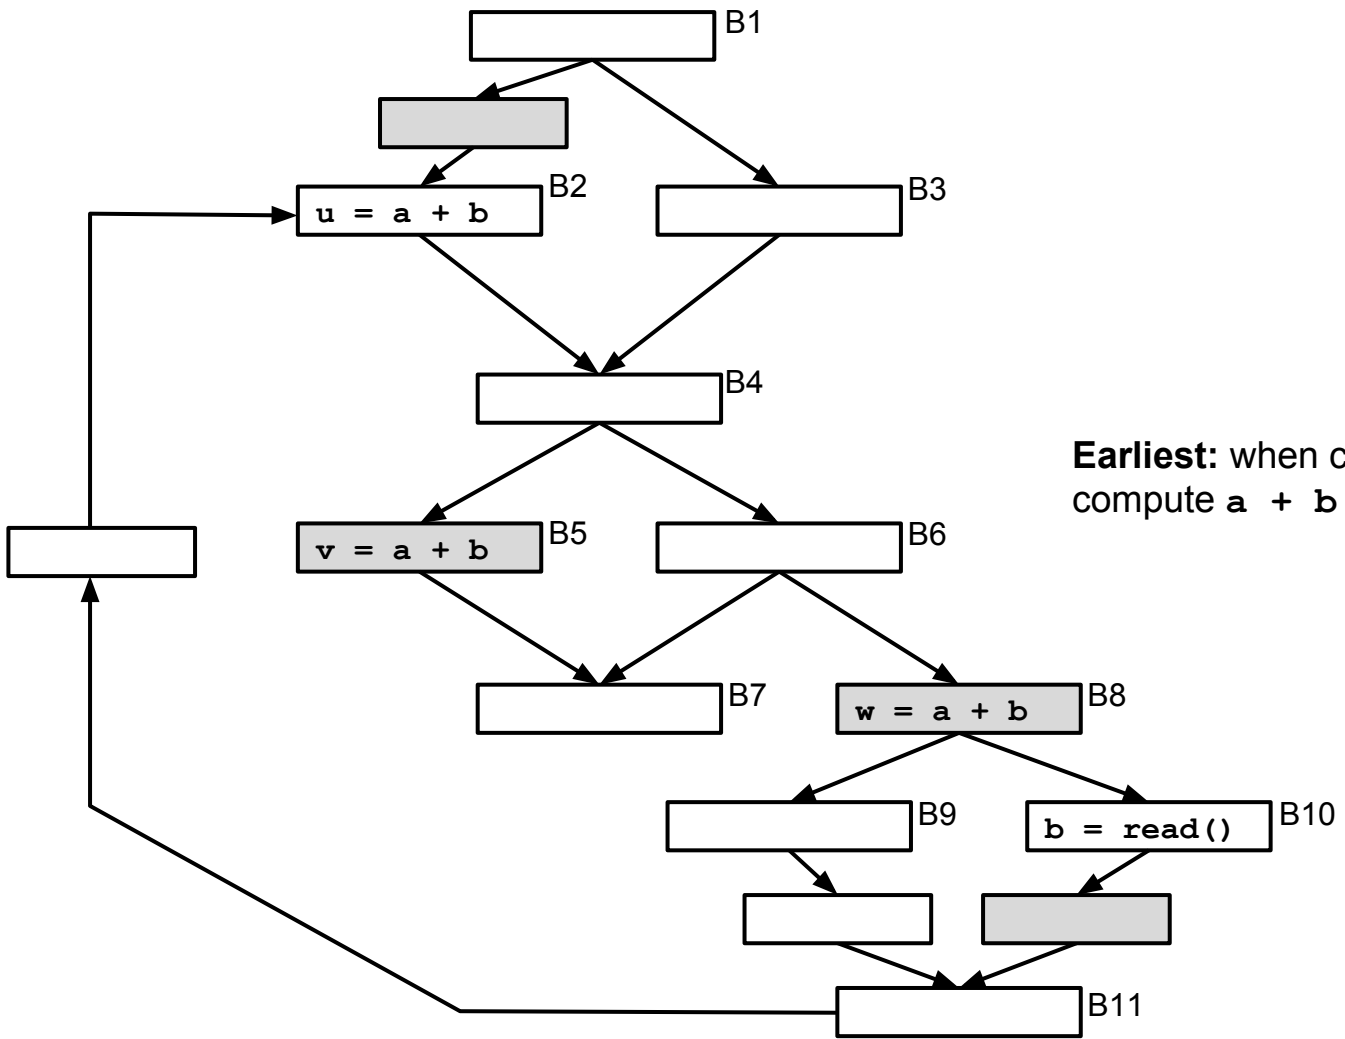 B1
B2
u = a + b
B3
B4
Earliest: when c
compute a + b
B5
v = a + b
B6
B7
B8
w = a + b
B9
B10
b = read()
B11